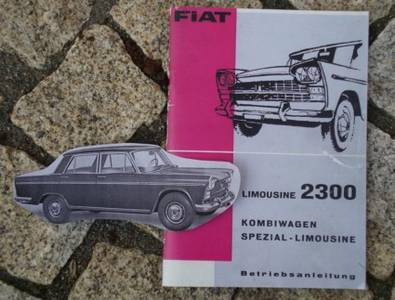 FIAT
LIMOUSINE 2300
KOMBIWAGEN
SPEZIAL-LIMOUSINE
Betriebsanleitung